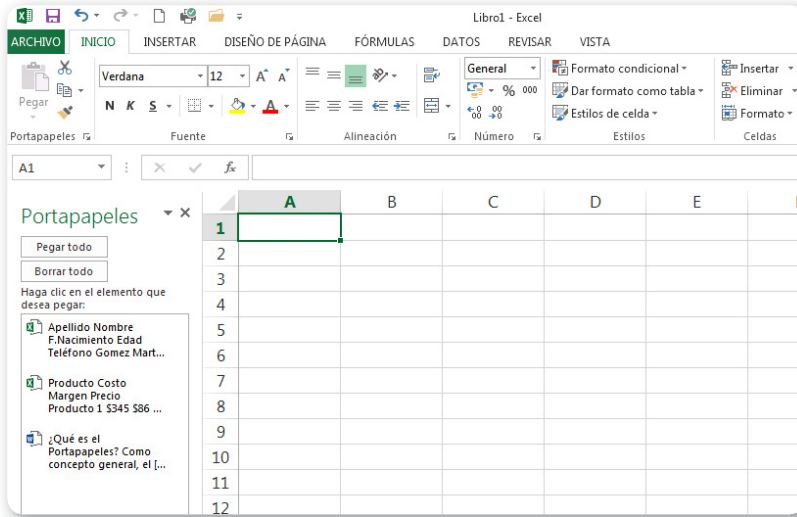 Libro1 - Excel
ARCHIVO INICIO INSERTAR DISEÑO DE PÁGINA FÓRMULAS DATOS REVISAR VISTA
Pegar
Verdana 12 A A
N K S A
General
% 000
Formato condicional
Dar formato como tabla
Estilos de celda
Insertar
Eliminar
Formato
Portapapeles Fuente Alineación Número Estilos Celdas
A1 fx
Portapapeles
Pegar todo
Borrar todo
Haga clic en el elemento que
desea pegar:
Apellido Nombre
F.Nacimiento Edad
Teléfono Gomez Mart...
Producto Costo
Margen Precio
Producto 1 $345 $86 ...
¿Qué es el
Portapapeles? Como
concepto general, el [...
A B C D E
1
2
3
4
5
6
7
8
9
10
11
12